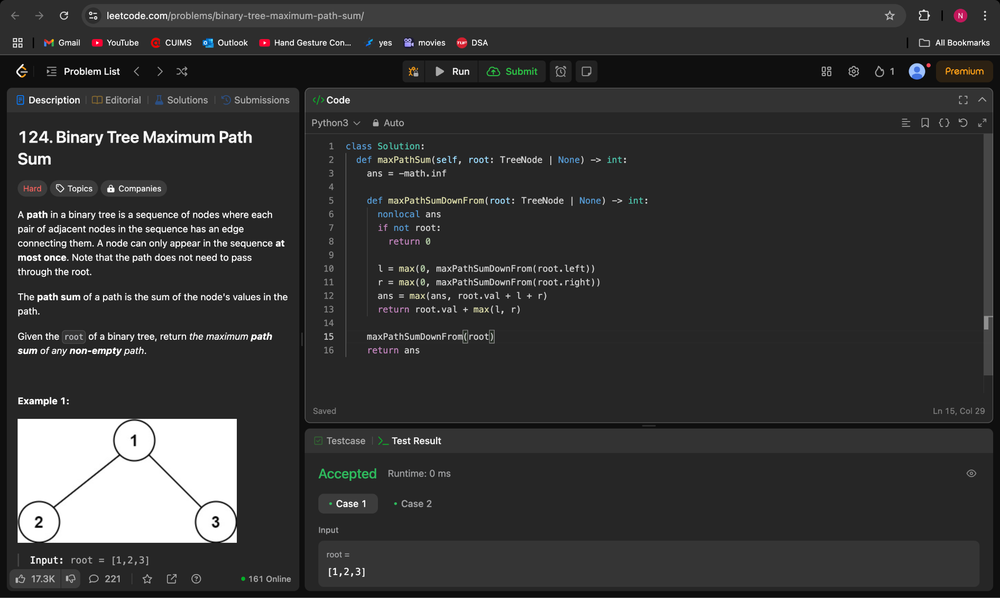 leetcode.com/problems/binary-tree-maximum-path-sum/
N
Gmail YouTube CUIMS Outlook Hand Gesture Con... yes movies TUF DSA All Bookmarks
Problem List Run Submit 1 Premium
Description Editorial Solutions Submissions
124. Binary Tree Maximum Path
Sum
Hard Topics Companies
A path in a binary tree is a sequence of nodes where each
pair of adjacent nodes in the sequence has an edge
connecting them. A node can only appear in the sequence at
most once. Note that the path does not need to pass
through the root.
The path sum of a path is the sum of the node's values in the
path.
Given the root of a binary tree, return the maximum path
sum of any non-empty path.
Example 1:
1
2 3
Input: root = [1,2,3]
17.3K 221 161 Online
</> Code
Python3 Auto
1 class Solution:
2 def maxPathSum(self, root: TreeNode | None) -> int:
3 ans = -math.inf
4
5 def maxPathSumDownFrom(root: TreeNode | None) -> int:
6 nonlocal ans
7 if not root:
8 return 0
9
10 l = max(0, maxPathSumDownFrom(root.left))
11 r = max(0, maxPathSumDownFrom(root.right))
12 ans = max(ans, root.val + l + r)
13 return root.val + max(l, r)
14
15 maxPathSumDownFrom(root)
16 return ans
Saved Ln 15, Col 29
Testcase >_ Test Result
Accepted Runtime: 0 ms
Case 1 Case 2
Input
root =
[1,2,3]